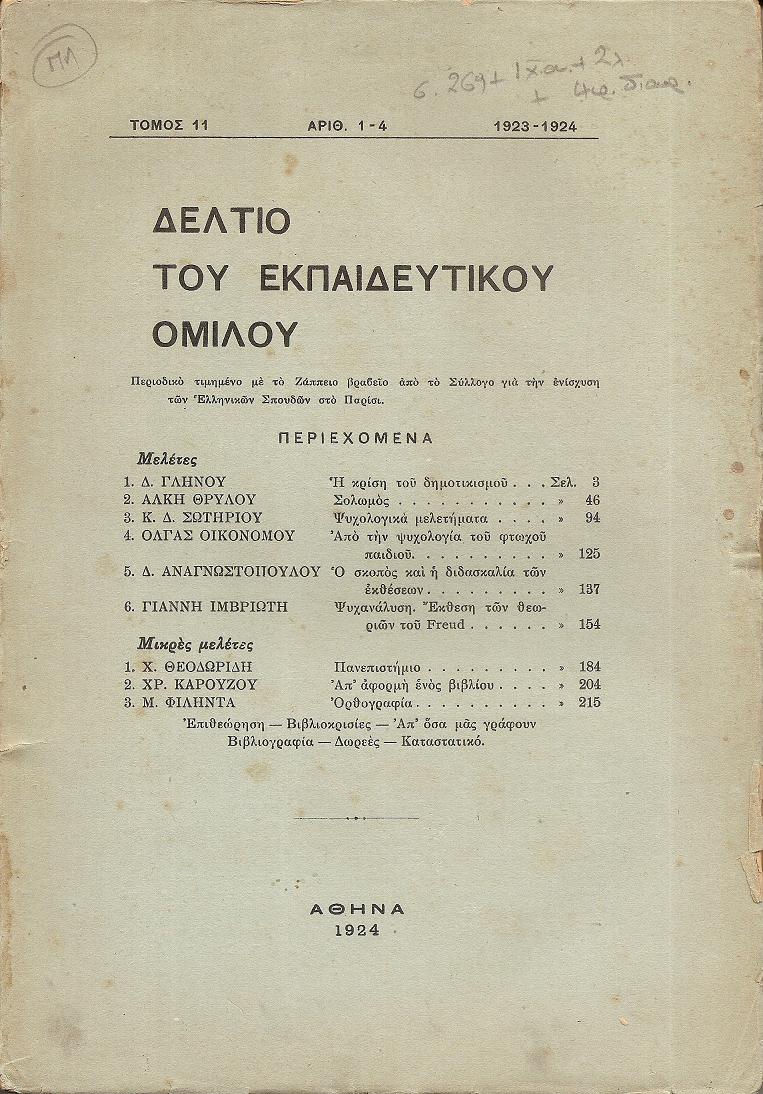 ΠΛ
σ. 269 + 1 χ.α. + 2λ.
+
ΤΟΜΟΣ 11 ΑΡΙΘ. 1-4 1923-1924
ΔΕΛΤΙΟ
ΤΟΥ ΕΚΠΑΙΔΕΥΤΙΚΟΥ
ΟΜΙΛΟΥ
Περιοδικὸ τιμημένο μὲ τὸ Ζάππειο βραβεῖο ἀπὸ τὸ Σύλλογο γιὰ τὴν ἐνίσχυση
τῶν Ἑλληνικῶν Σπουδῶν στὸ Παρίσι.
ΠΕΡΙΕΧΟΜΕΝΑ
Μελέτες
1. Δ. ΓΛΗΝΟΥ Ἡ κρίση τοῦ δημοτικισμοῦ . . . Σελ. 3
2. ΑΛΚΗ ΘΡΥΛΟΥ Σολωμὸς . . . . . . . . . . . » 46
3. Κ. Δ. ΣΩΤΗΡΙΟΥ Ψυχολογικὰ μελετήματα . . . . » 94
4. ΟΛΓΑΣ ΟΙΚΟΝΟΜΟΥ Ἀπὸ τὴν ψυχολογία τοῦ φτωχοῦ
παιδιοῦ. . . . . . . . . . » 125
5. Δ. ΑΝΑΓΝΩΣΤΟΠΟΥΛΟΥ Ὁ σκοπὸς καὶ ἡ διδασκαλία τῶν
ἐκθέσεων . . . . . . . . . » 137
6. ΓΙΑΝΝΗ ΙΜΒΡΙΩΤΗ Ψυχανάλυση. Ἔκθεση τῶν θεω-
ριῶν τοῦ Freud . . . . . . » 154
Μικρὲς μελέτες
1. Χ. ΘΕΟΔΩΡΙΔΗ Πανεπιστήμιο . . . . . . . . . » 184
2. ΧΡ. ΚΑΡΟΥΖΟΥ Ἀπ' ἀφορμὴ ἑνὸς βιβλίου . . . . » 204
3. Μ. ΦΙΛΗΝΤΑ Ὀρθογραφία . . . . . . . . . . » 215
Ἐπιθεώρηση — Βιβλιοκρισίες — Ἀπ' ὅσα μᾶς γράφουν
Βιβλιογραφία — Δωρεὲς — Καταστατικό.
ΑΘΗΝΑ
1924